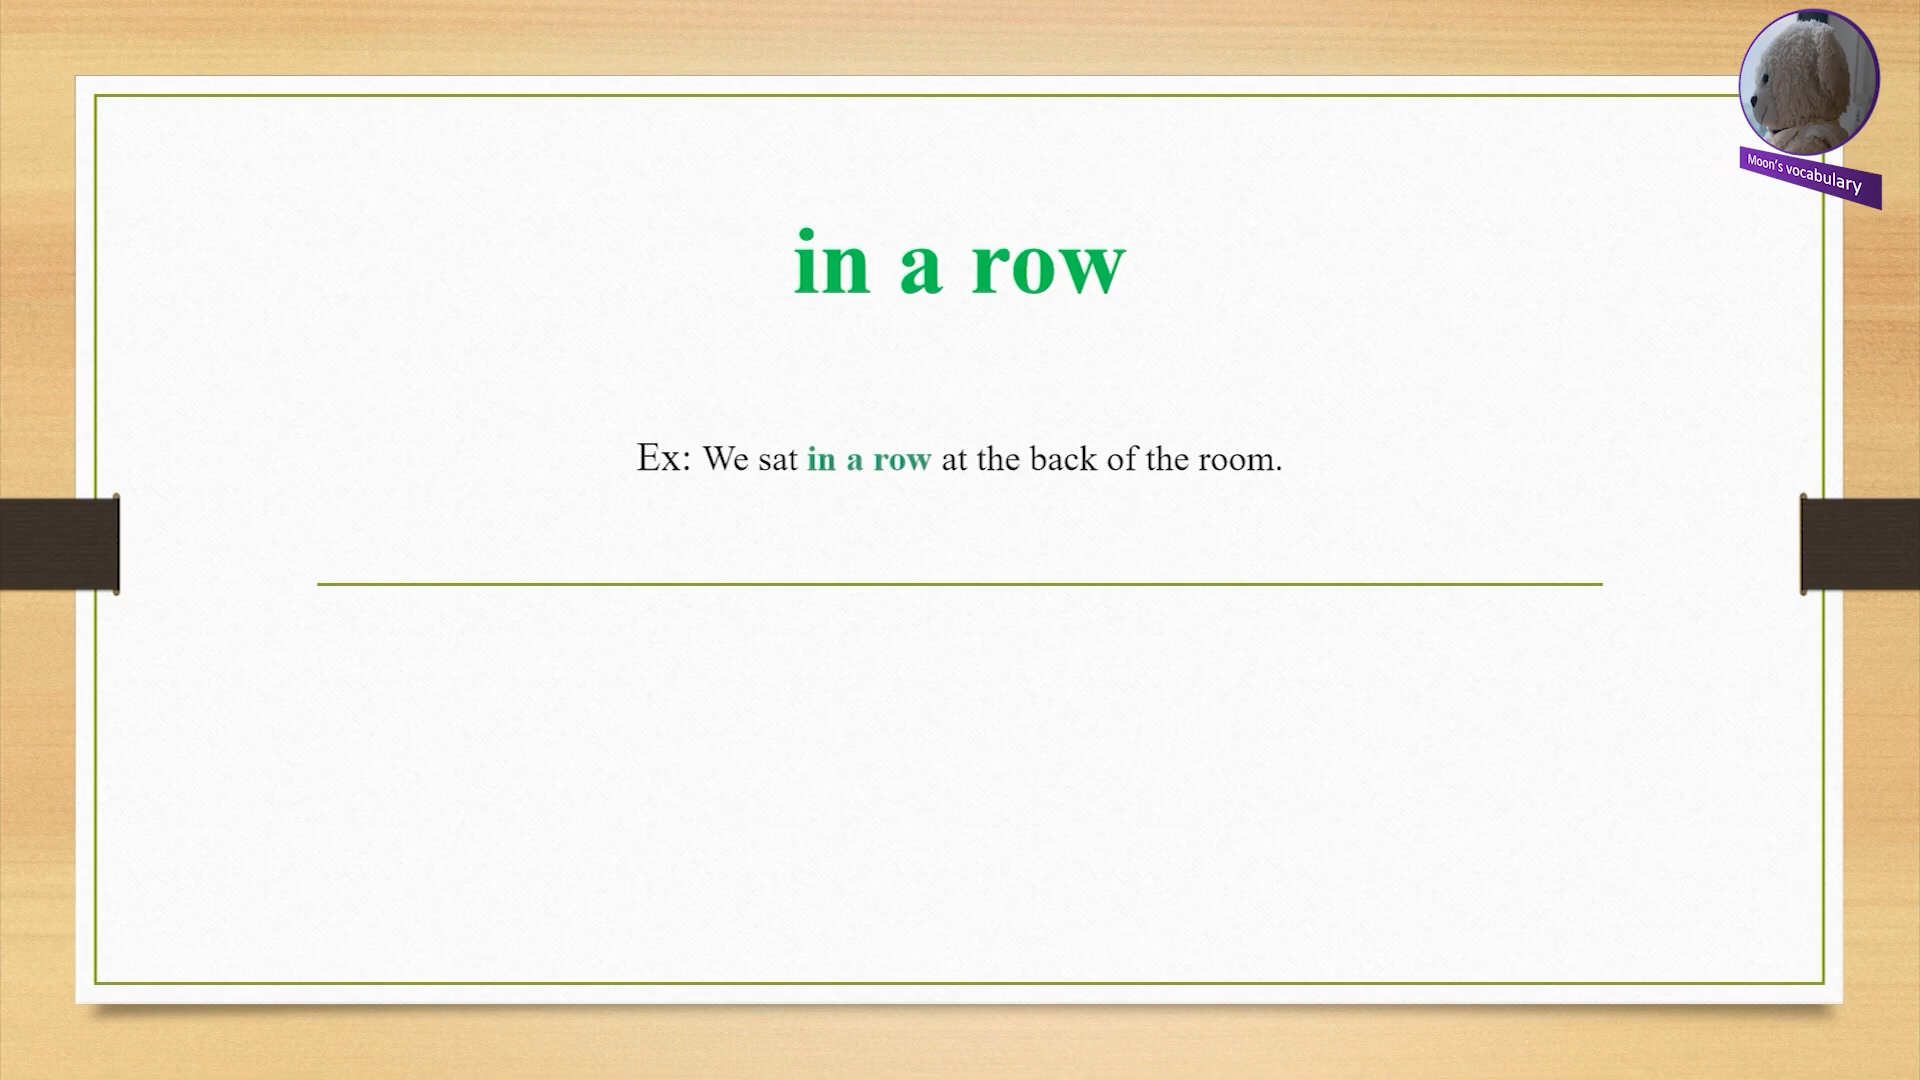 Moon's vocabulary
in a row
Ex: We sat in a row at the back of the room.